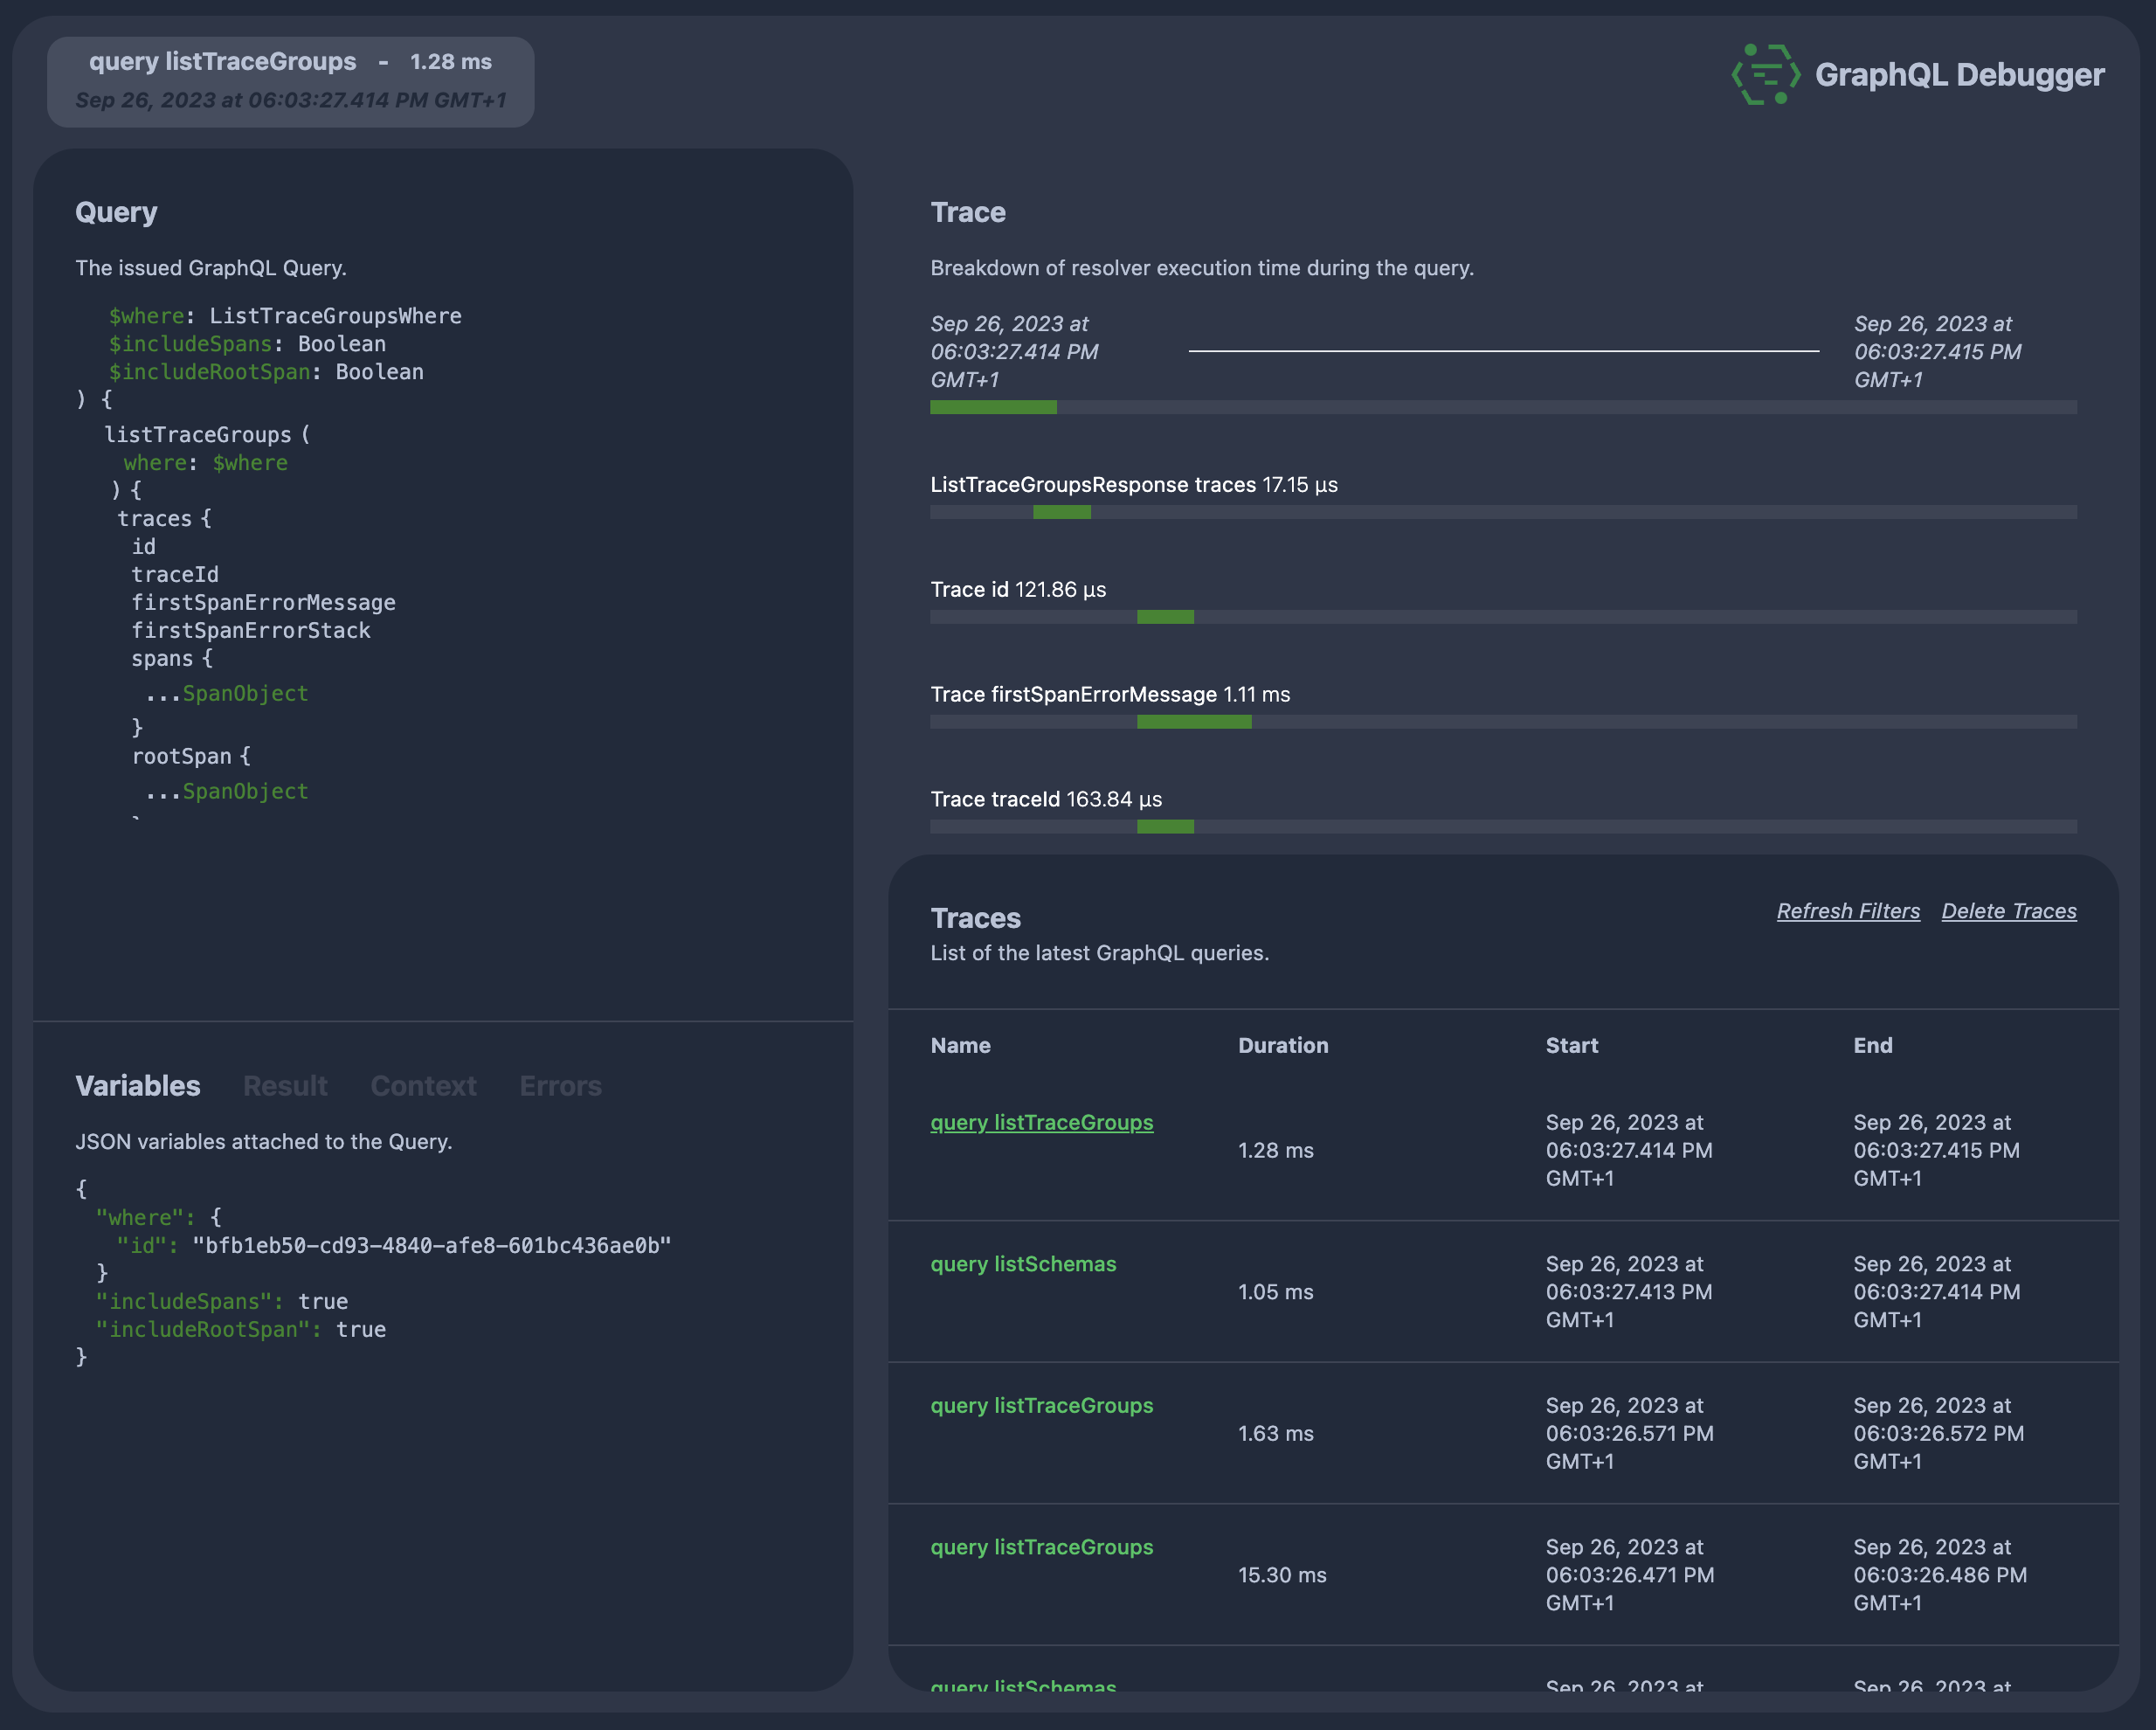 query listTraceGroups - 1.28 ms
Sep 26, 2023 at 06:03:27.414 PM GMT+1
GraphQL Debugger
Query
The issued GraphQL Query.
$where: ListTraceGroupsWhere
$includeSpans: Boolean
$includeRootSpan: Boolean
) {
listTraceGroups (
where: $where
) {
traces {
id
traceId
firstSpanErrorMessage
firstSpanErrorStack
spans {
...SpanObject
}
rootSpan {
...SpanObject
Variables Result Context Errors
JSON variables attached to the Query.
{
"where": {
"id": "bfb1eb50-cd93-4840-afe8-601bc436ae0b"
}
"includeSpans": true
"includeRootSpan": true
}
Trace
Breakdown of resolver execution time during the query.
Sep 26, 2023 at
06:03:27.414 PM
GMT+1
Sep 26, 2023 at
06:03:27.415 PM
GMT+1
ListTraceGroupsResponse traces 17.15 µs
Trace id 121.86 µs
Trace firstSpanErrorMessage 1.11 ms
Trace traceId 163.84 µs
Traces
Refresh Filters Delete Traces
List of the latest GraphQL queries.
Name Duration Start End
query listTraceGroups
1.28 ms
Sep 26, 2023 at
06:03:27.414 PM
GMT+1
Sep 26, 2023 at
06:03:27.415 PM
GMT+1
query listSchemas
1.05 ms
Sep 26, 2023 at
06:03:27.413 PM
GMT+1
Sep 26, 2023 at
06:03:27.414 PM
GMT+1
query listTraceGroups
1.63 ms
Sep 26, 2023 at
06:03:26.571 PM
GMT+1
Sep 26, 2023 at
06:03:26.572 PM
GMT+1
query listTraceGroups
15.30 ms
Sep 26, 2023 at
06:03:26.471 PM
GMT+1
Sep 26, 2023 at
06:03:26.486 PM
GMT+1
query listSchemas
Sep 26, 2023 at
Sep 26, 2023 at